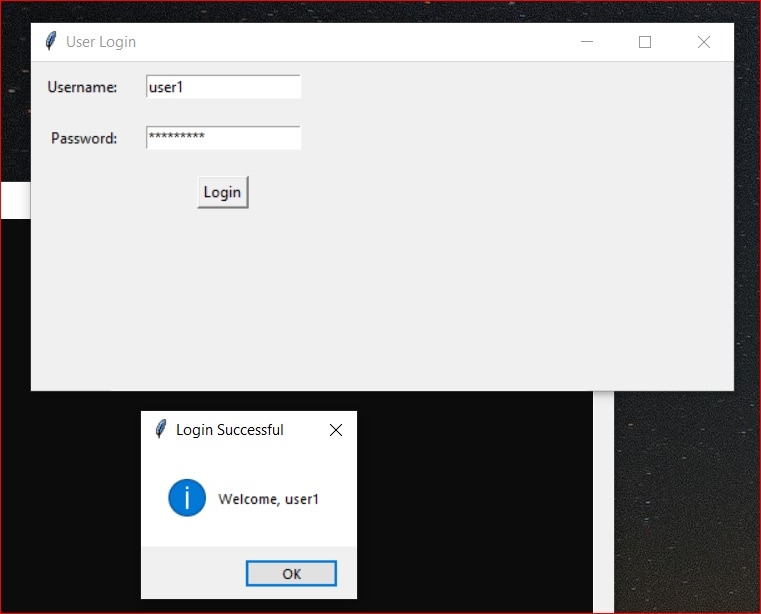 User Login
Username: user1
Password: *********
Login
Login Successful
Welcome, user1
OK